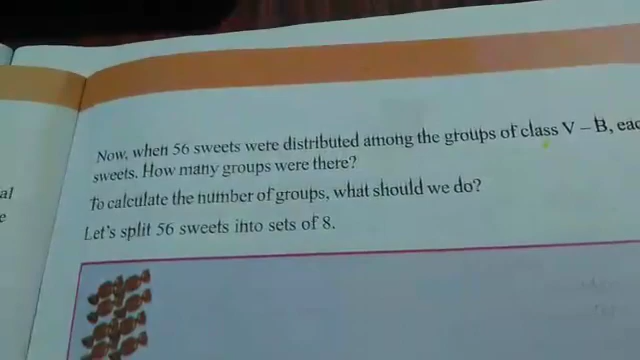 Now, when 56 sweets were distributed among the groups of class V – B, eac
sweets. How many groups were there?
To calculate the number of groups, what should we do?
Let's split 56 sweets into sets of 8.
al
e